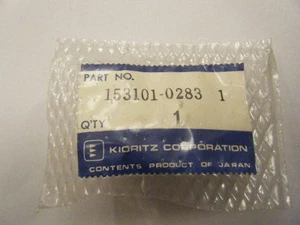 PART NO.
153101-0283 1
Q'TY 1
KIORITZ CORPORATION
CONTENTS PRODUCT OF JAPAN